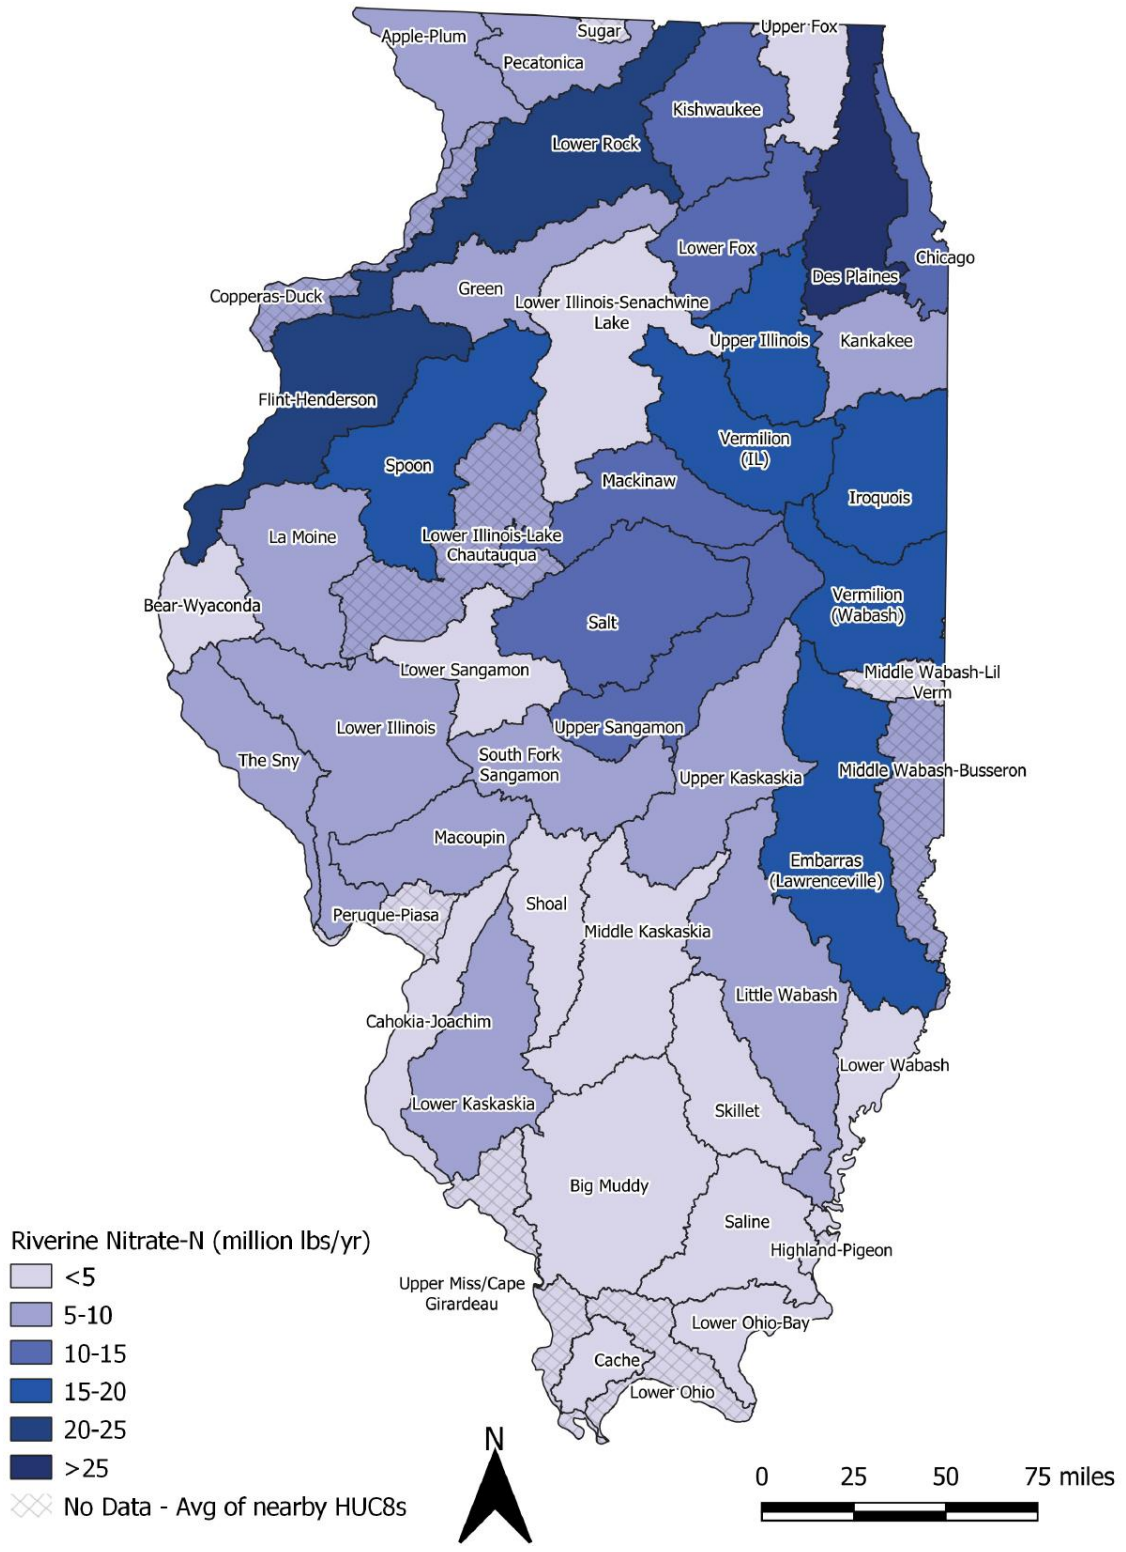 Apple-Plum
Sugar
Upper Fox
Pecatonica
Kishwaukee
Lower Rock
Lower Fox
Chicago
Des Plaines
Copperas-Duck
Green
Lower Illinois-Senachwine
Lake
Upper Illinois
Kankakee
Flint-Henderson
Vermilion
(IL)
Spoon
Mackinaw
Iroquois
La Moine
Lower Illinois-Lake
Chautauqua
Bear-Wyaconda
Salt
Vermilion
(Wabash)
Lower Sangamon
Middle Wabash-Lil
Verm
Lower Illinois
Upper Sangamon
The Sny
South Fork
Sangamon
Upper Kaskaskia
Middle Wabash-Busseron
Macoupin
Embarras
(Lawrenceville)
Peruque-Piasa
Shoal
Middle Kaskaskia
Little Wabash
Cahokia-Joachim
Lower Wabash
Lower Kaskaskia
Skillet
Big Muddy
Saline
Highland-Pigeon
Upper Miss/Cape
Girardeau
Lower Ohio-Bay
Cache
Lower Ohio
Riverine Nitrate-N (million lbs/yr)
<5
5-10
10-15
15-20
20-25
>25
No Data - Avg of nearby HUC8s
N
0 25 50 75 miles